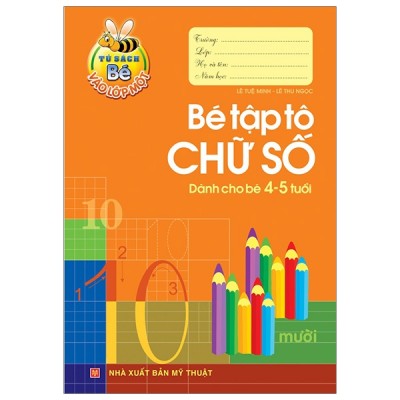 TỦ SÁCH
Bé
VÀO LỚP MỘT
Trường:
Lớp:
Họ và tên:
Năm học:
LÊ TUỆ MINH - LÊ THU NGỌC
Bé tập tô
CHỮ SỐ
Dành cho bé 4-5 tuổi
10
10
1
2
3
mười
NHÀ XUẤT BẢN MỸ THUẬT